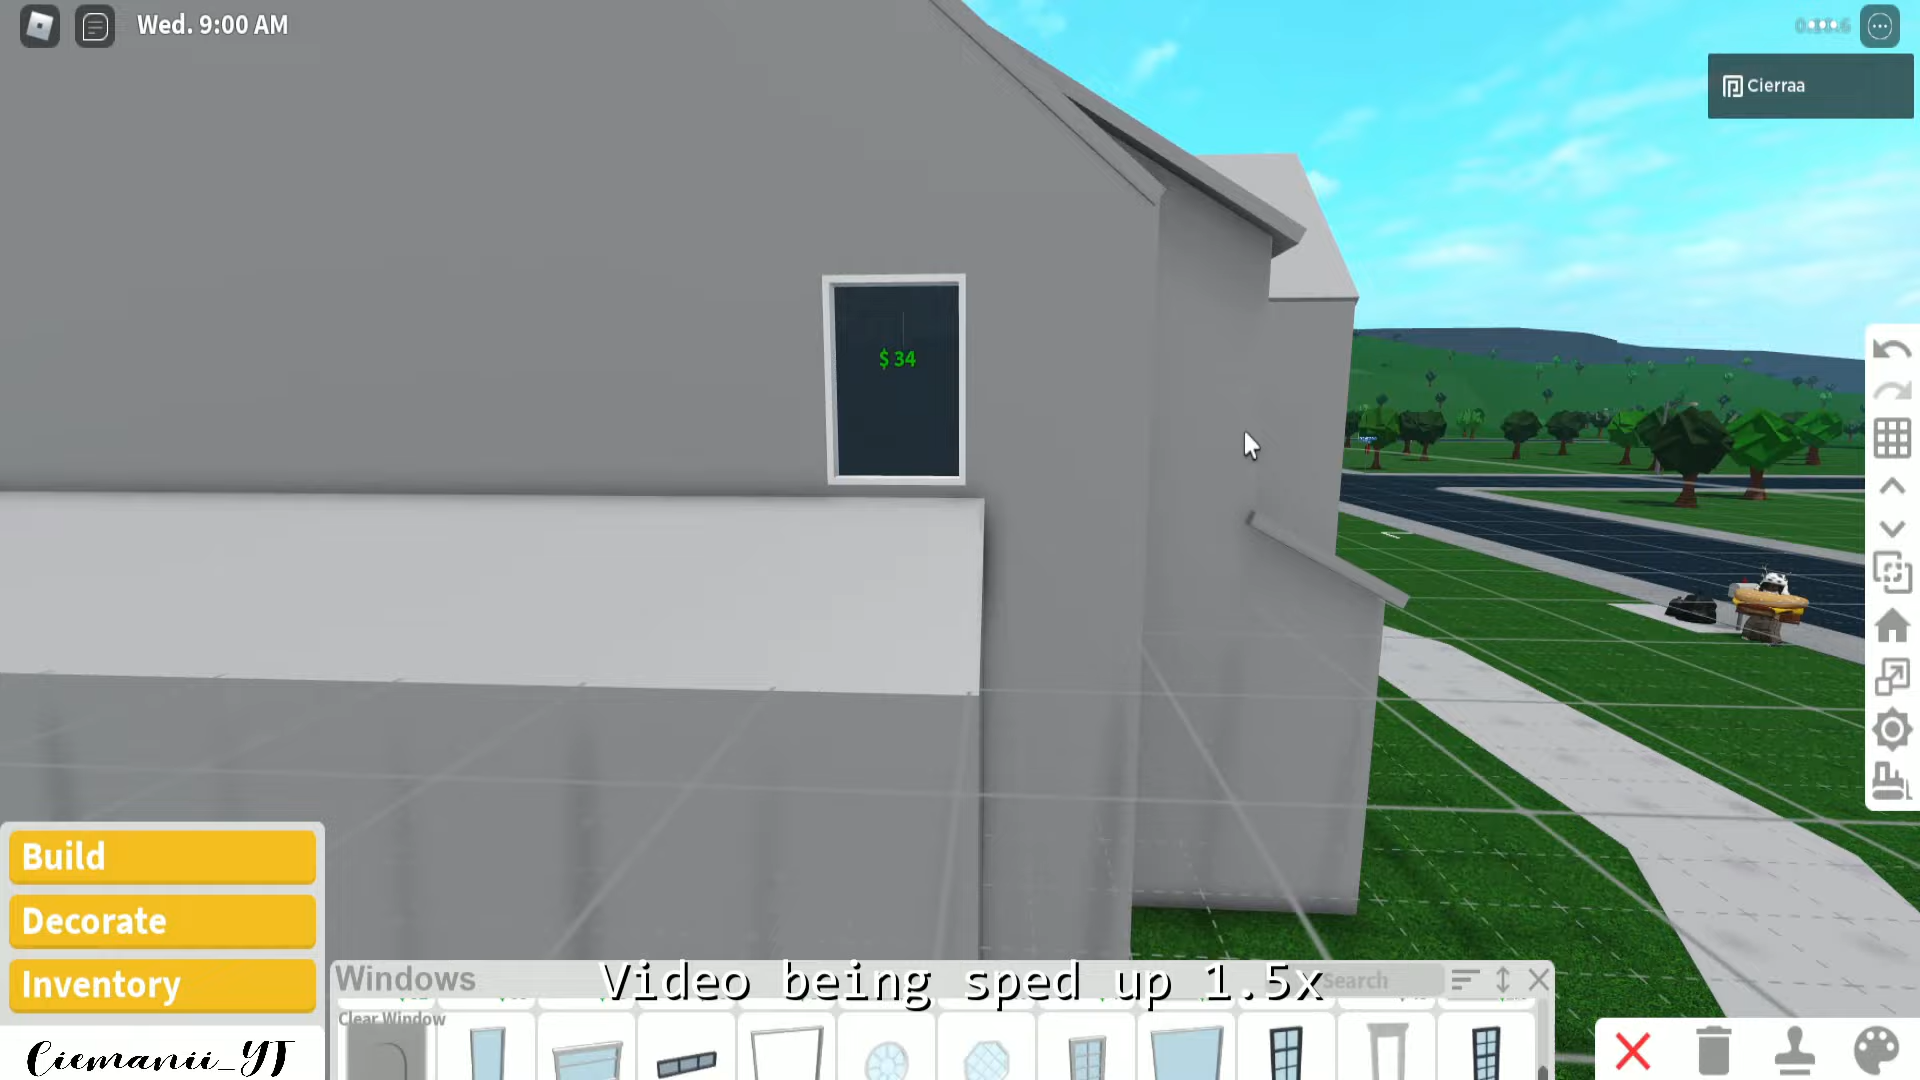 Wed. 9:00 AM
Cierraa
$ 34
Build
Decorate
Inventory
Windows
Video being sped up 1.5x
Search
Clear Window
Ciemanii_YT